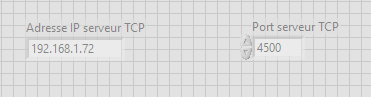 Adresse IP serveur TCP
Port serveur TCP
192.168.1.72
4500